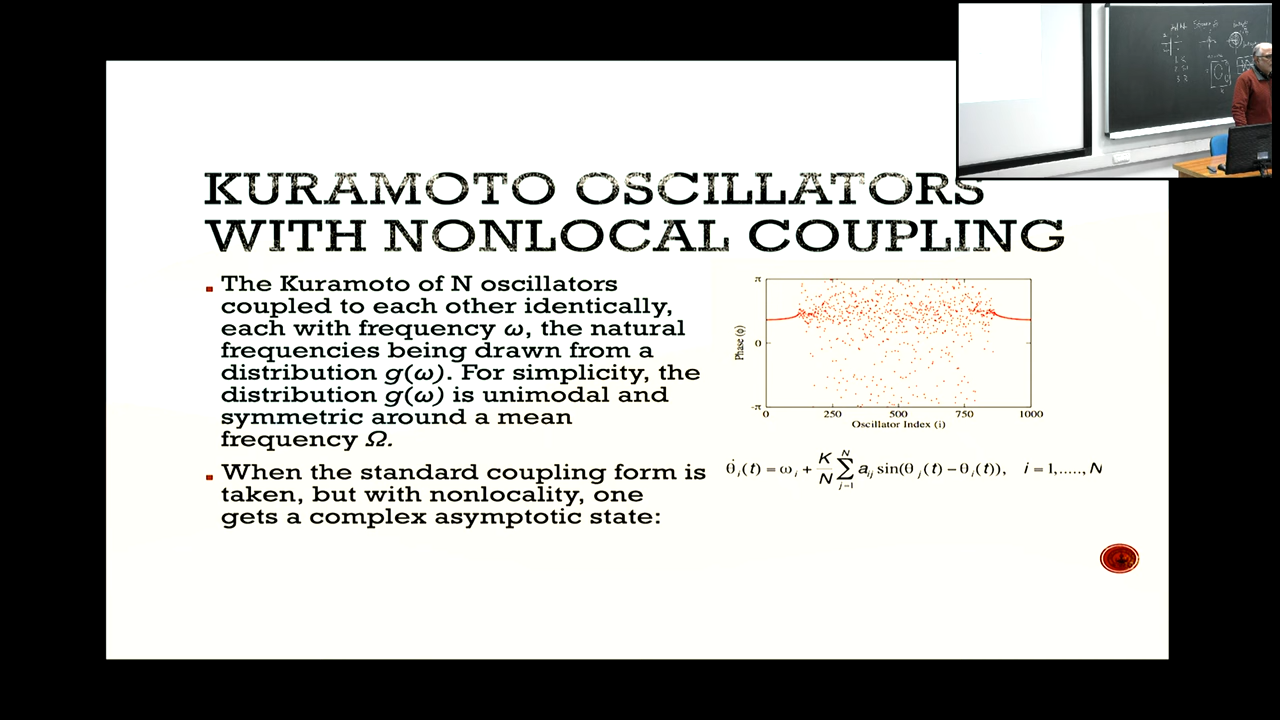 KURAMOTO OSCILLATORS
WITH NONLOCAL COUPLING
The Kuramoto of N oscillators
coupled to each other identically,
each with frequency ω, the natural
frequencies being drawn from a
distribution g(ω). For simplicity, the
distribution g(ω) is unimodal and
symmetric around a mean
frequency Ω.
When the standard coupling form is
taken, but with nonlocality, one
gets a complex asymptotic state:
π
0
-π
Phase (φ)
0 250 500 750 1000
Oscillator Index (i)
θ̇ᵢ(t) = ωᵢ + K/N ∑ⱼ₌₁ᴺ aᵢⱼ sin(θⱼ(t) − θᵢ(t)), i = 1,.....,N